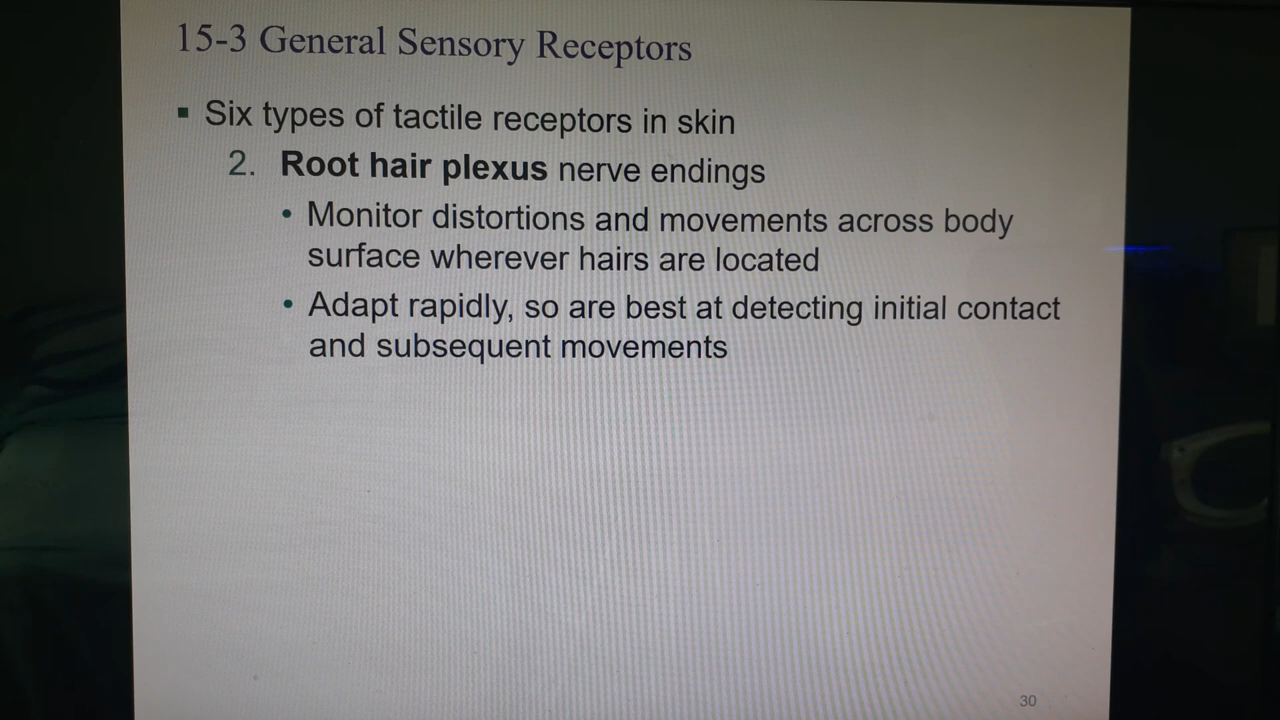 15-3 General Sensory Receptors
▪ Six types of tactile receptors in skin
2. Root hair plexus nerve endings
• Monitor distortions and movements across body
surface wherever hairs are located
• Adapt rapidly, so are best at detecting initial contact
and subsequent movements
30